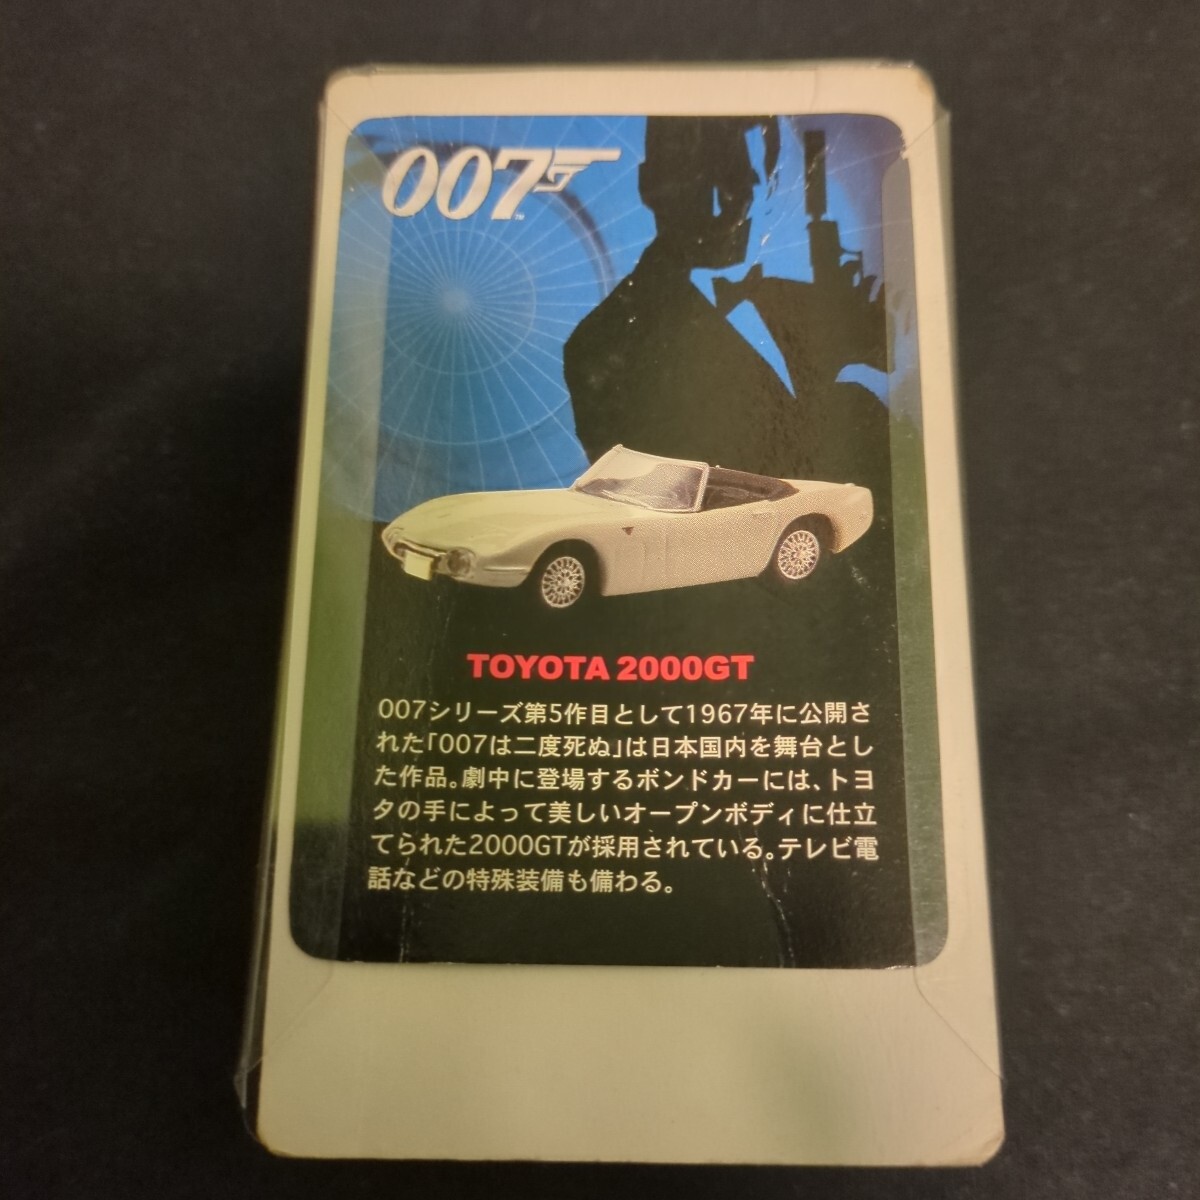 007™
TOYOTA 2000GT
007シリーズ第5作目として1967年に公開さ
れた「007は二度死ぬ」は日本国内を舞台とし
た作品。劇中に登場するボンドカーには、トヨ
タの手によって美しいオープンボディに仕立
てられた2000GTが採用されている。テレビ電
話などの特殊装備も備わる。